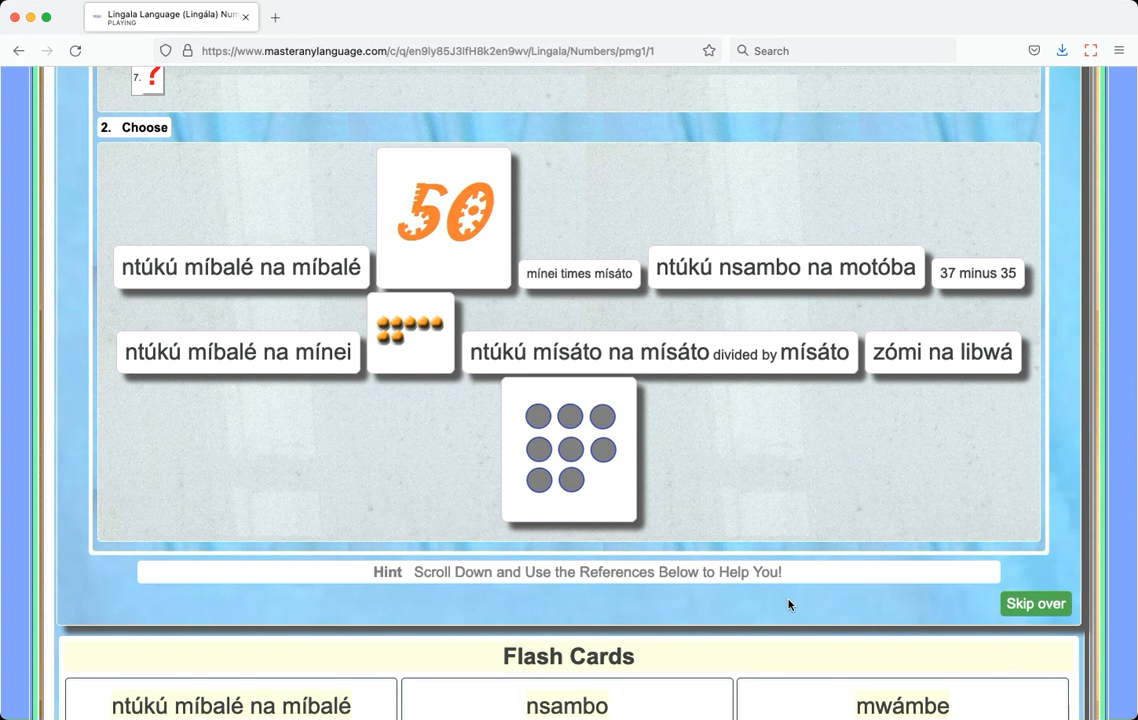 Lingala Language (Lingála) Num
PLAYING
https://www.masteranylanguage.com/c/q/en9ly85J3lfH8k2en9wv/Lingala/Numbers/pmg1/1
Search
7. ?
2. Choose
50
ntúkú míbalé na míbalé
mínei times mísáto
ntúkú nsambo na motóba
37 minus 35
ntúkú míbalé na mínei
ntúkú mísáto na mísáto divided by mísáto
zómi na libwá
Hint Scroll Down and Use the References Below to Help You!
Skip over
Flash Cards
ntúkú míbalé na míbalé
nsambo
mwámbe